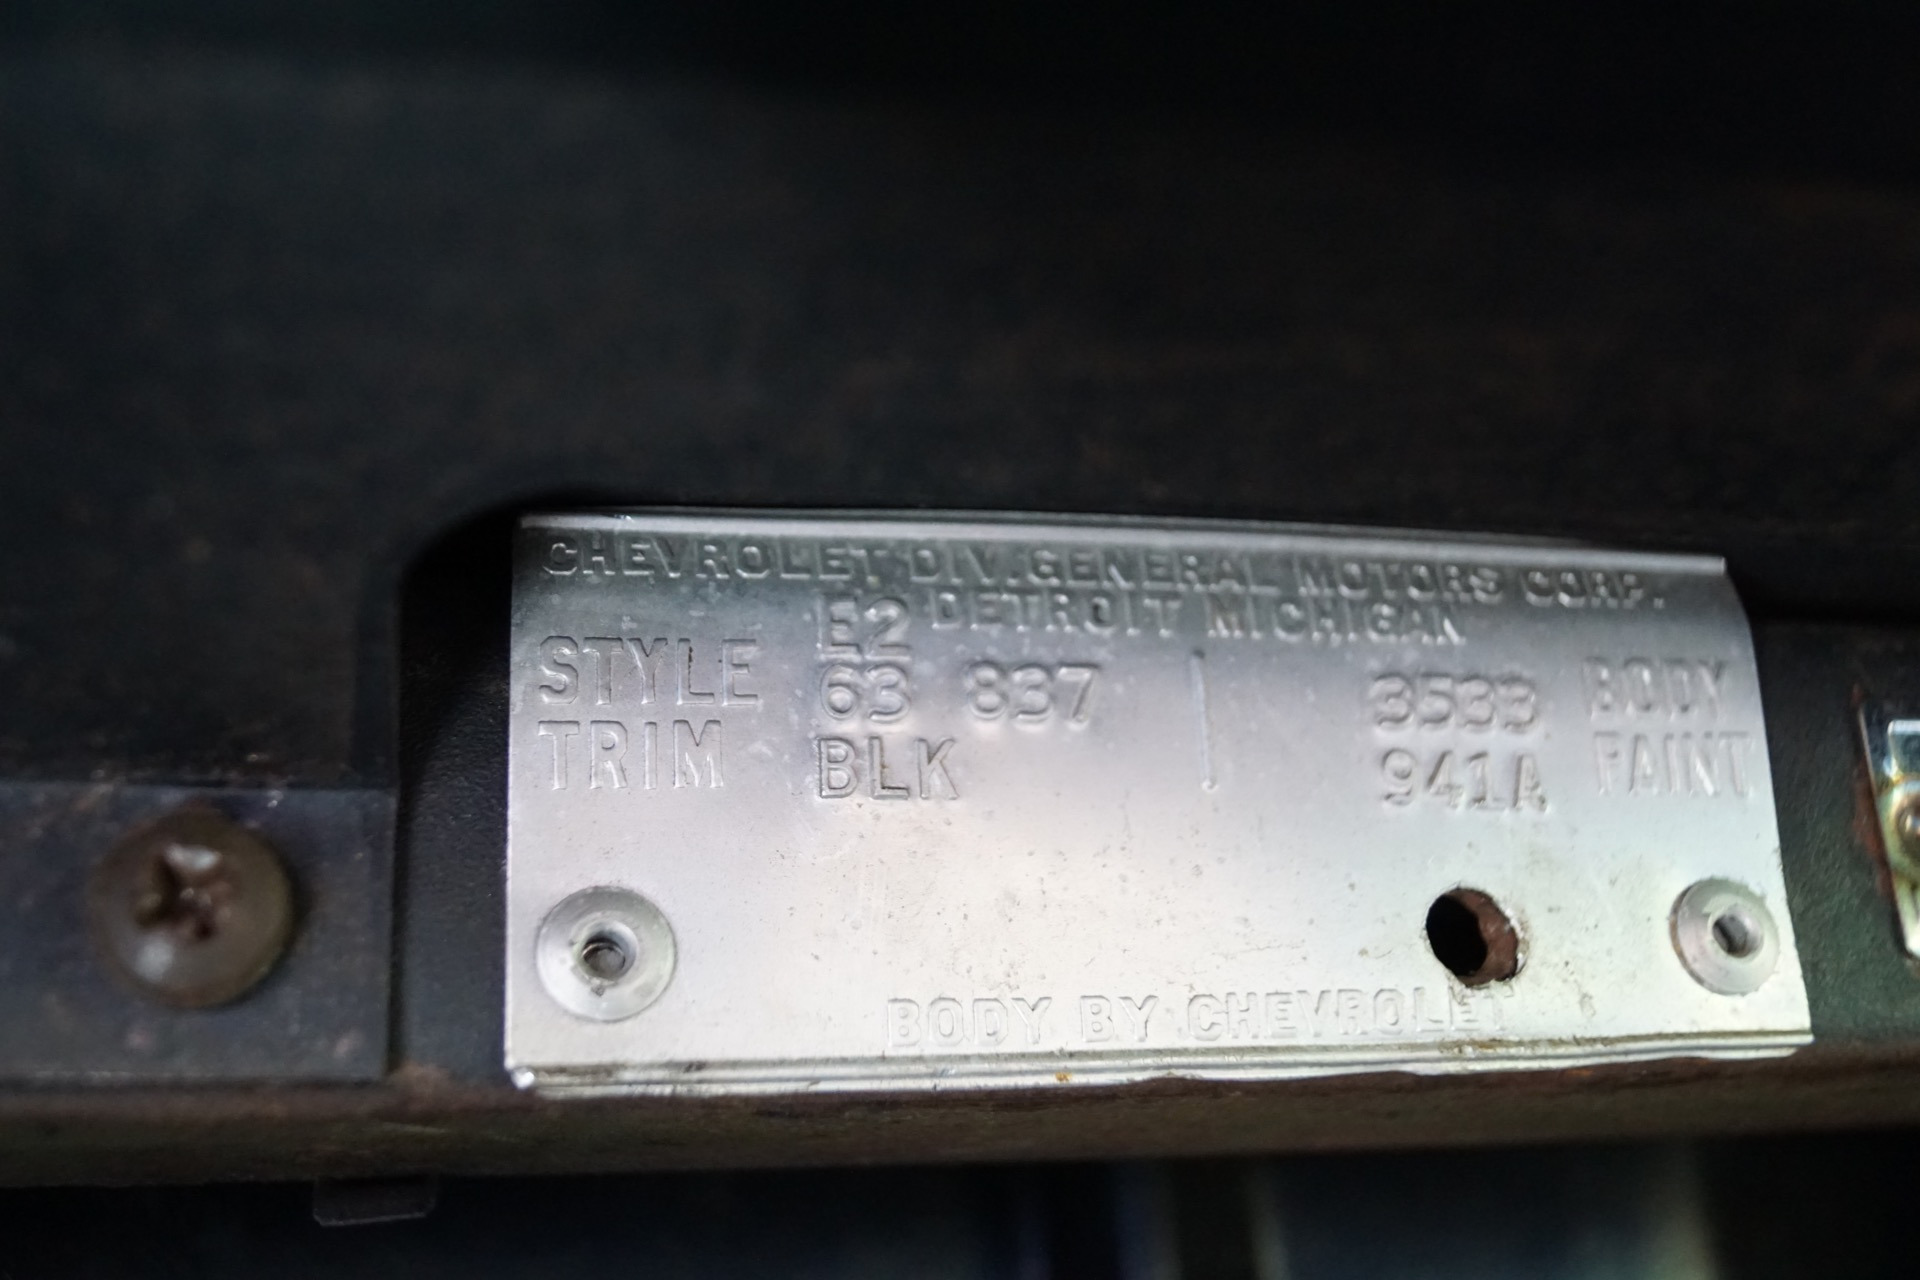 CHEVROLET DIV. GENERAL MOTORS CORP.
E2 DETROIT MICHIGAN
STYLE 63 837 3533 BODY
TRIM BLK 941A PAINT
BODY BY CHEVROLET